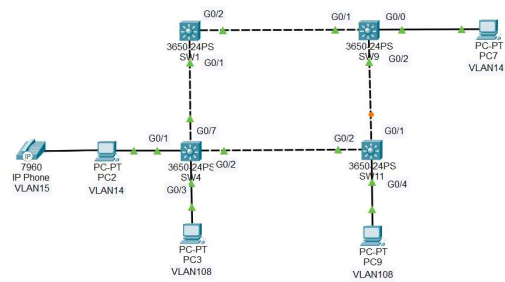 G0/2
G0/1
G0/0
3650-24PS
SW1
G0/1
3650-24PS
SW9
G0/2
PC-PT
PC7
VLAN14
G0/1
G0/7
G0/2
G0/1
IP
7960
IP Phone
VLAN15
PC-PT
PC2
VLAN14
3650-24PS
SW4
G0/2
G0/3
3650-24PS
SW11
G0/4
PC-PT
PC3
VLAN108
PC-PT
PC9
VLAN108